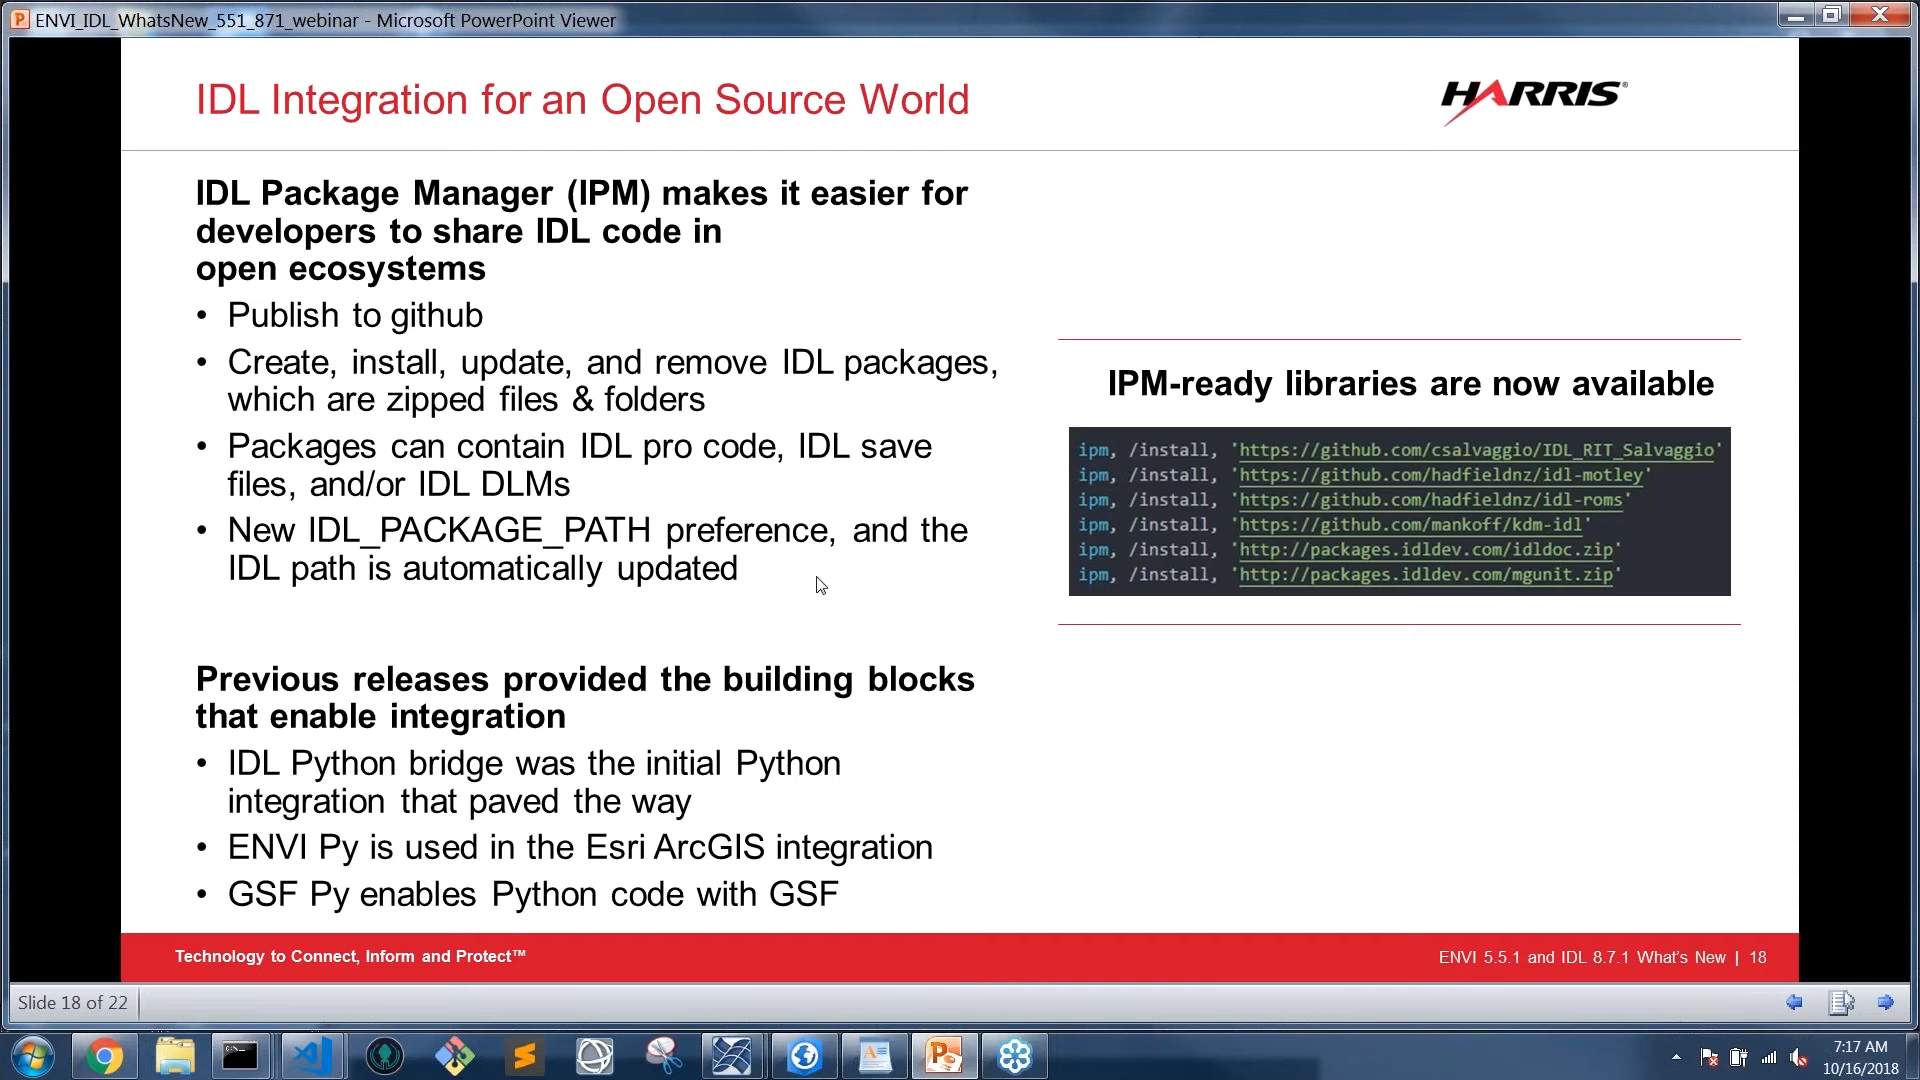 ENVI_IDL_WhatsNew_551_871_webinar - Microsoft PowerPoint Viewer
IDL Integration for an Open Source World
HARRIS®
IDL Package Manager (IPM) makes it easier for
developers to share IDL code in
open ecosystems
• Publish to github
• Create, install, update, and remove IDL packages,
which are zipped files & folders
• Packages can contain IDL pro code, IDL save
files, and/or IDL DLMs
• New IDL_PACKAGE_PATH preference, and the
IDL path is automatically updated
Previous releases provided the building blocks
that enable integration
• IDL Python bridge was the initial Python
integration that paved the way
• ENVI Py is used in the Esri ArcGIS integration
• GSF Py enables Python code with GSF
IPM-ready libraries are now available
ipm, /install, 'https://github.com/csalvaggio/IDL_RIT_Salvaggio'
ipm, /install, 'https://github.com/hadfieldnz/idl-motley'
ipm, /install, 'https://github.com/hadfieldnz/idl-roms'
ipm, /install, 'https://github.com/mankoff/kdm-idl'
ipm, /install, 'http://packages.idldev.com/idldoc.zip'
ipm, /install, 'http://packages.idldev.com/mgunit.zip'
Technology to Connect, Inform and Protect™
ENVI 5.5.1 and IDL 8.7.1 What's New | 18
Slide 18 of 22
7:17 AM
10/16/2018